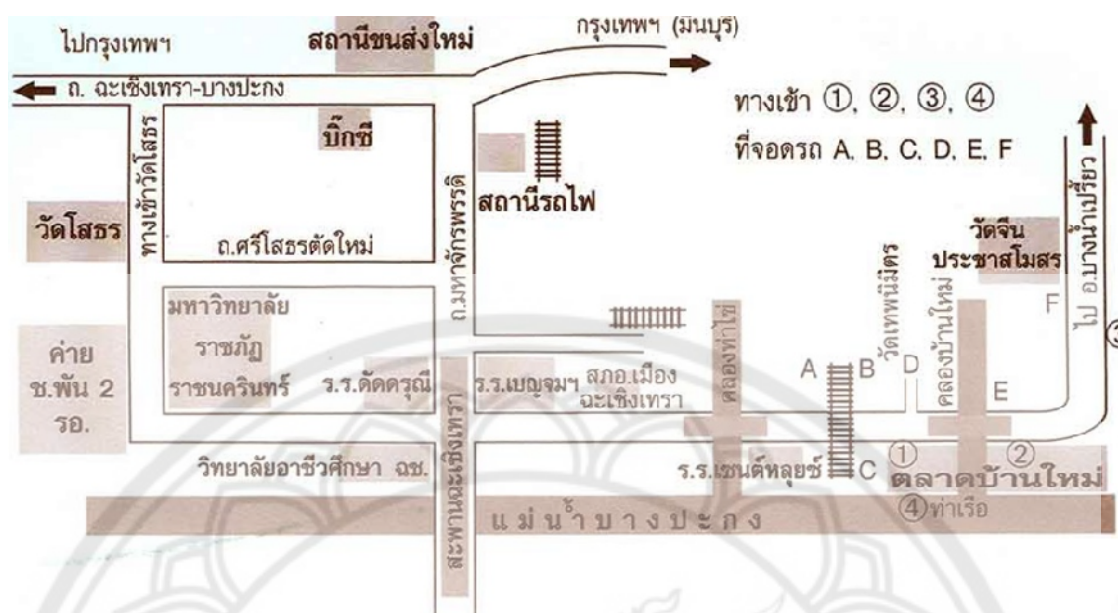 ไปกรุงเทพฯ
สถานีขนส่งใหม่
กรุงเทพฯ (มีนบุรี)
ถ. ฉะเชิงเทรา-บางปะกง
ทางเข้า ①, ②, ③, ④
ที่จอดรถ A, B, C, D, E, F
บิ๊กซี
สถานีรถไฟ
วัดโสธร
ทางเข้าวัดโสธร
ถ.ศรีโสธรตัดใหม่
ถ.มหาจักรพรรดิ
วัดจีน
ประชาสโมสร
ไป อ.บางน้ำเปรี้ยว
วัดเทพนิมิตร
คลองบ้านใหม่
F
③
มหาวิทยาลัย
ราชภัฏ
ราชนครินทร์
ค่าย
ช.พัน 2
รอ.
ร.ร.ดัดดรุณี
ร.ร.เบญจมฯ
สภอ.เมือง
ฉะเชิงเทรา
คลองท่าไข่
A
B
D
E
วิทยาลัยอาชีวศึกษา ฉช.
สะพานฉะเชิงเทรา
ร.ร.เซนต์หลุยช์
C
①
②
ตลาดบ้านใหม่
④ท่าเรือ
แม่น้ำบางปะกง